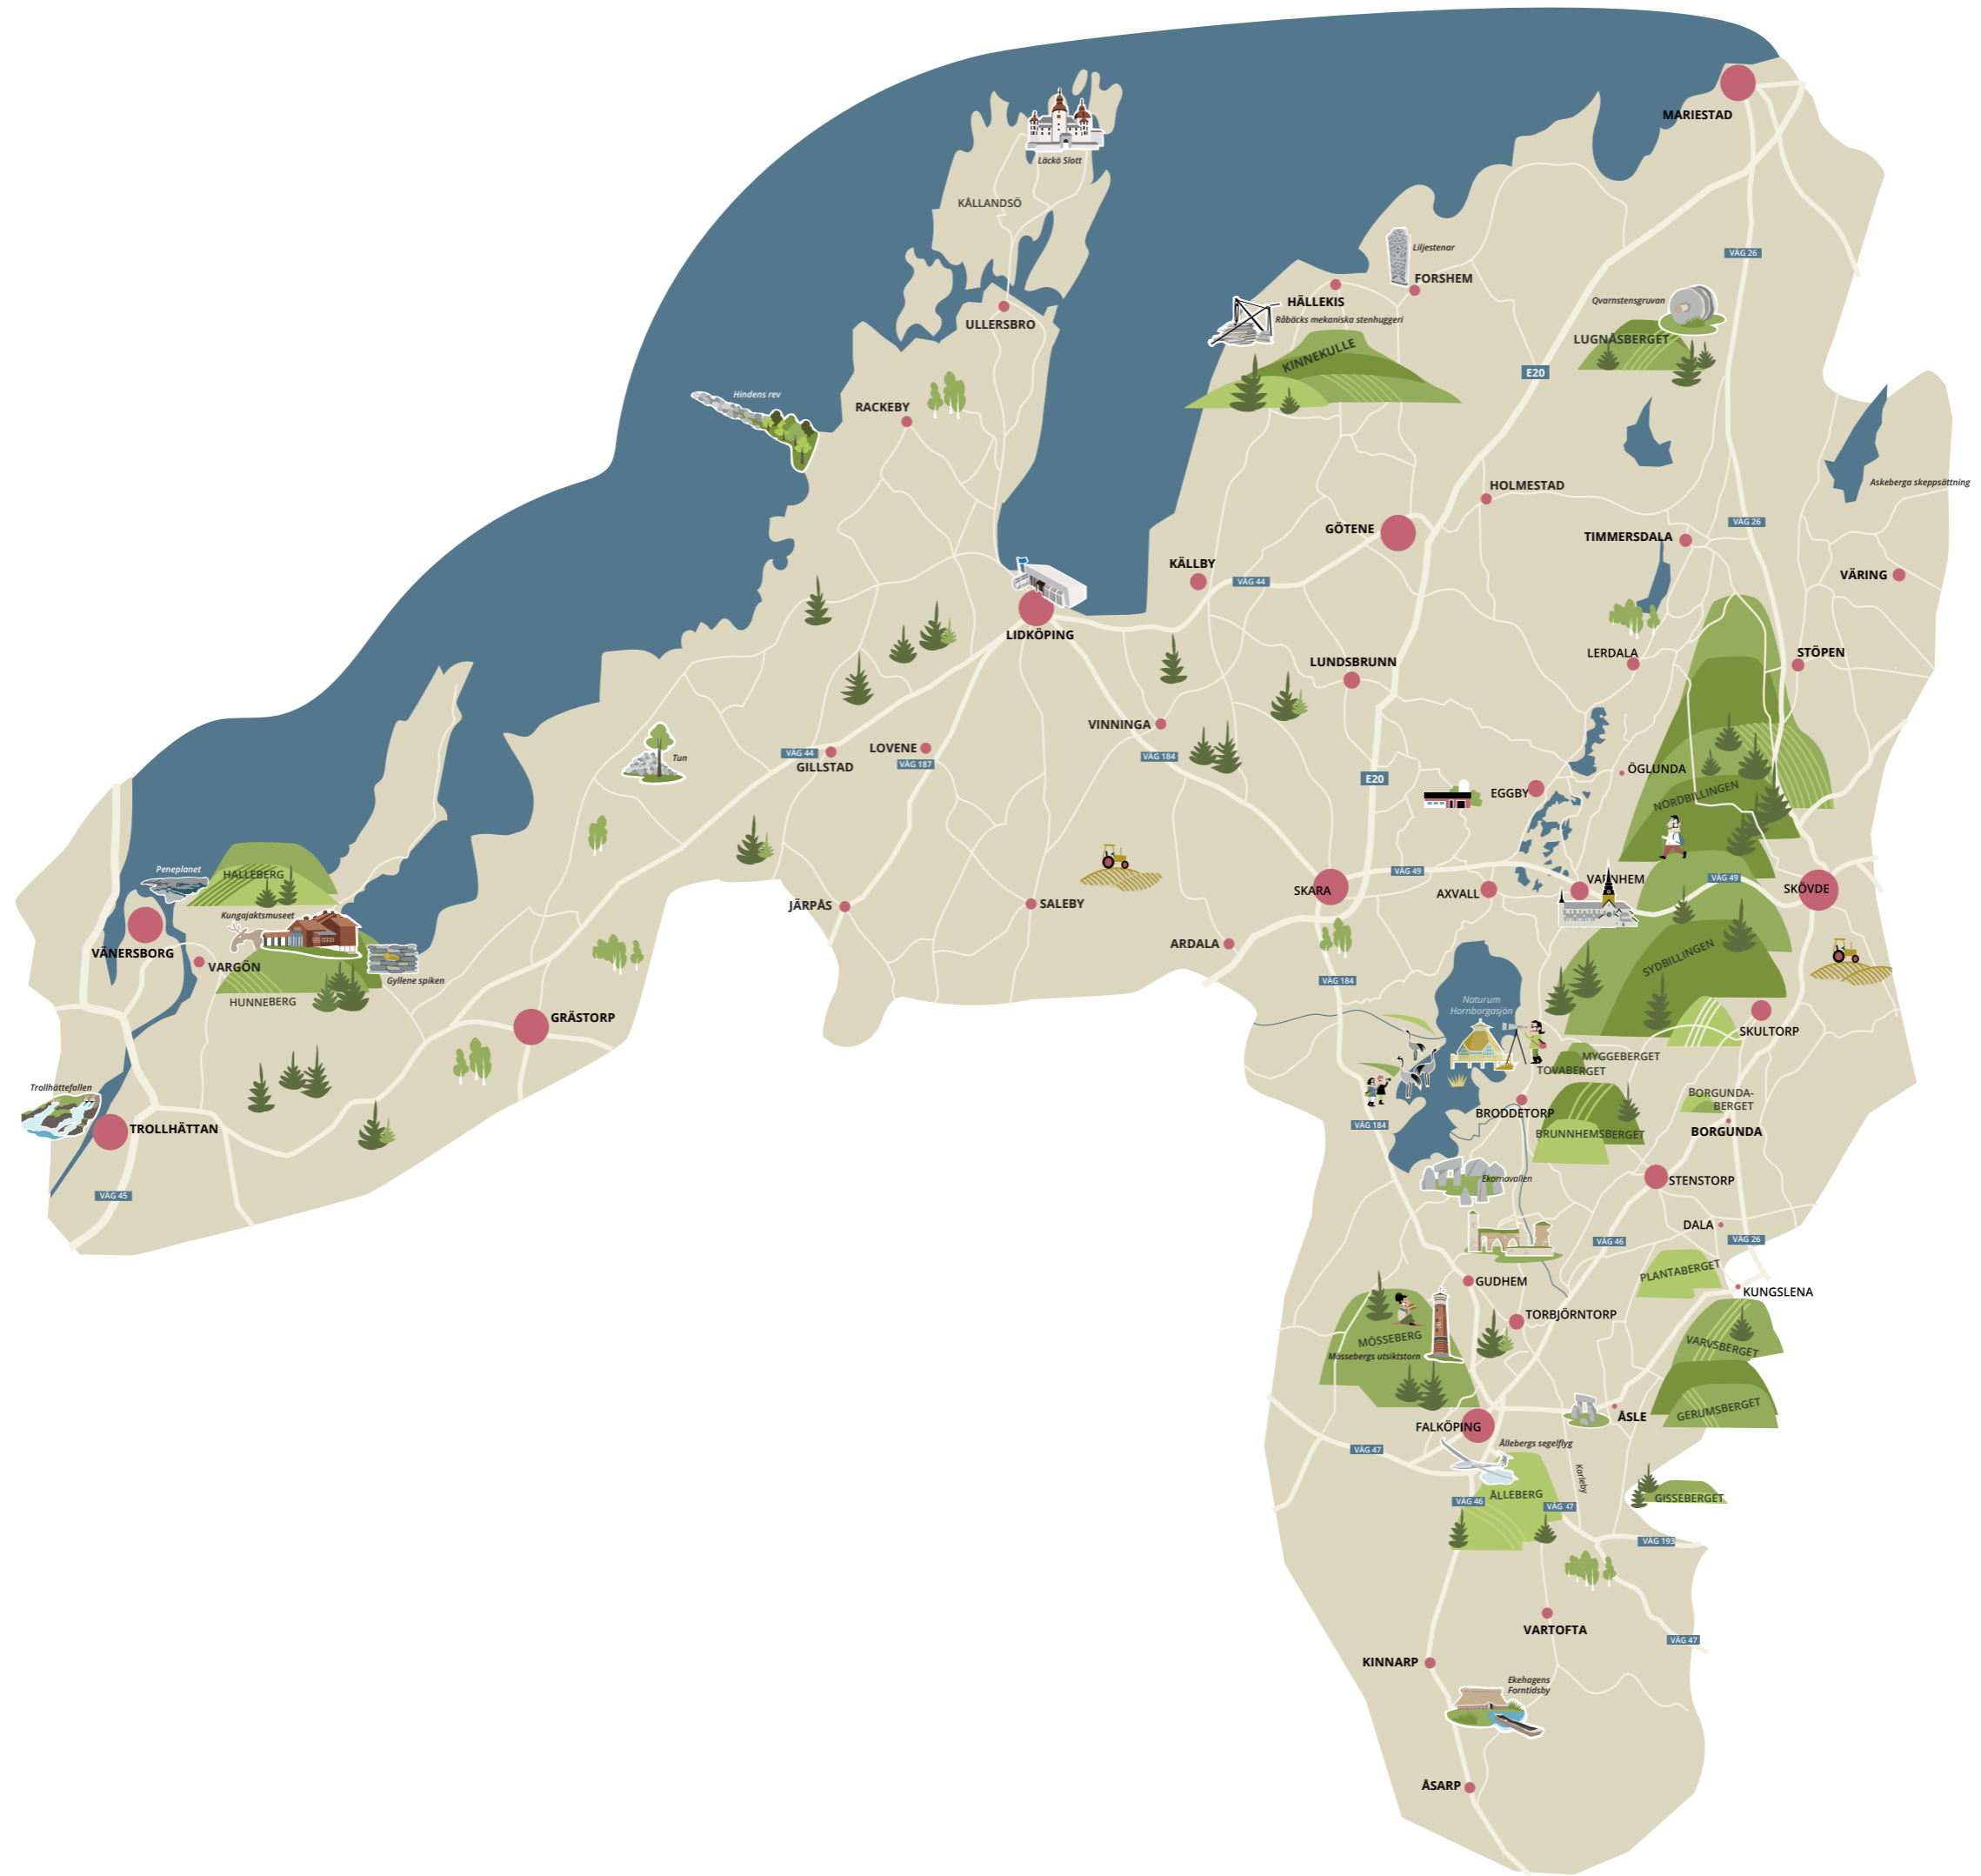 MARIESTAD
Läckö Slott
KÅLLANDSÖ
Liljestenar
VÄG 26
FORSHEM
HÄLLEKIS
Qvarnstensgruvan
Råbäcks mekaniska stenhuggeri
ULLERSBRO
LUGNÅSBERGET
KINNEKULLE
E20
Hindens rev
RACKEBY
Askeberga skeppsättning
HOLMESTAD
VÄG 26
GÖTENE
TIMMERSDALA
KÄLLBY
VÄG 44
VÄRING
LIDKÖPING
LERDALA
STÖPEN
LUNDSBRUNN
VINNINGA
LOVENE
VÄG 44
GILLSTAD
VÄG 187
VÄG 184
Tun
ÖGLUNDA
E20
EGGBY
NORDBILLINGEN
Peneplanet
HALLEBERG
VÄG 49
VARNHEM
VÄG 49
SKÖVDE
SKARA
AXVALL
JÄRPÅS
SALEBY
Kungajaktsmuseet
ARDALA
VÄNERSBORG
VARGÖN
Gyllene spiken
SYDBILLINGEN
VÄG 184
HUNNEBERG
Naturum
Hornborgasjön
GRÄSTORP
SKULTORP
MYGGEBERGET
TOVABERGET
Trollhättefallen
BORGUNDA-
BERGET
BRODDETORP
TROLLHÄTTAN
VÄG 184
BRUNNHEMSBERGET
BORGUNDA
Ekornavallen
STENSTORP
VÄG 45
DALA
VÄG 46
VÄG 26
PLANTABERGET
GUDHEM
KUNGSLENA
TORBJÖRNTORP
MÖSSEBERG
VARVSBERGET
Mössebergs utsiktstorn
GERUMSBERGET
ÅSLE
FALKÖPING
Ållebergs segelflyg
VÄG 47
Karleby
ÅLLEBERG
GISSEBERGET
VÄG 46
VÄG 47
VÄG 193
VARTOFTA
VÄG 47
KINNARP
Ekehagens
Forntidsby
ÅSARP